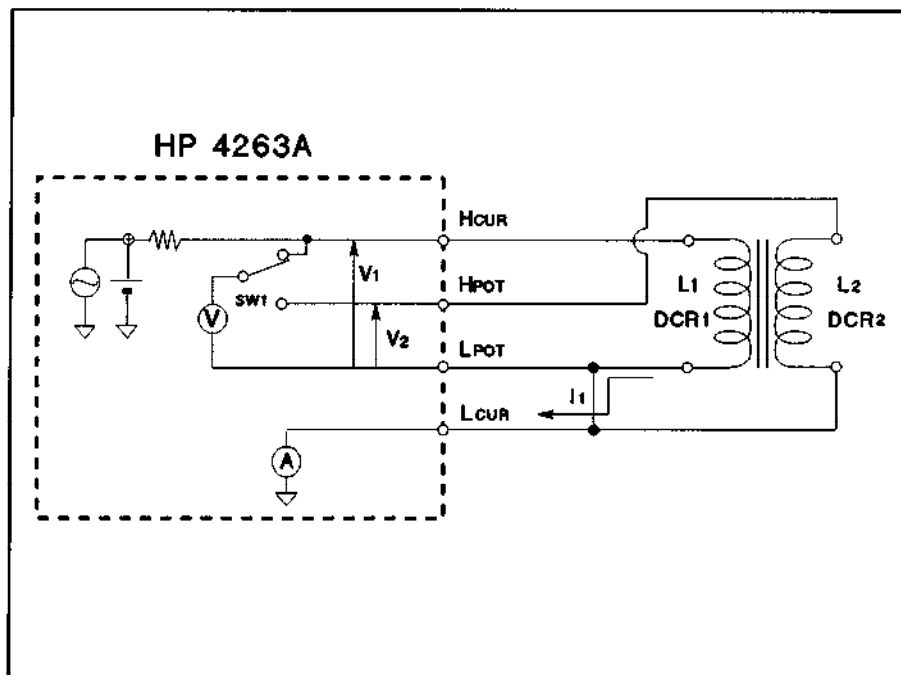 HP 4263A
HCUR
V1
HPOT
L1
L2
SW1
V
DCR1
DCR2
V2
LPOT
I1
LCUR
A